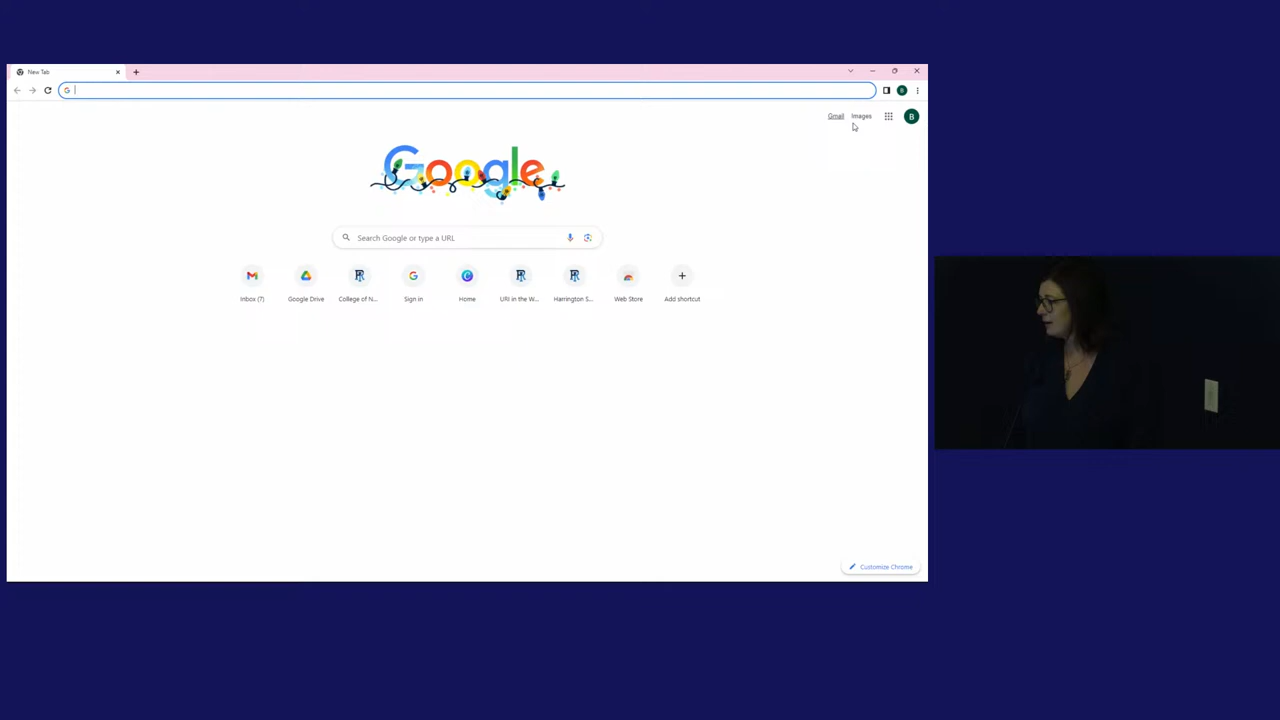 New Tab
G
B
Gmail Images
B
Google
Search Google or type a URL
Inbox (7) Google Drive College of N... Sign in Home URI in the W... Harrington S... Web Store Add shortcut
Customize Chrome